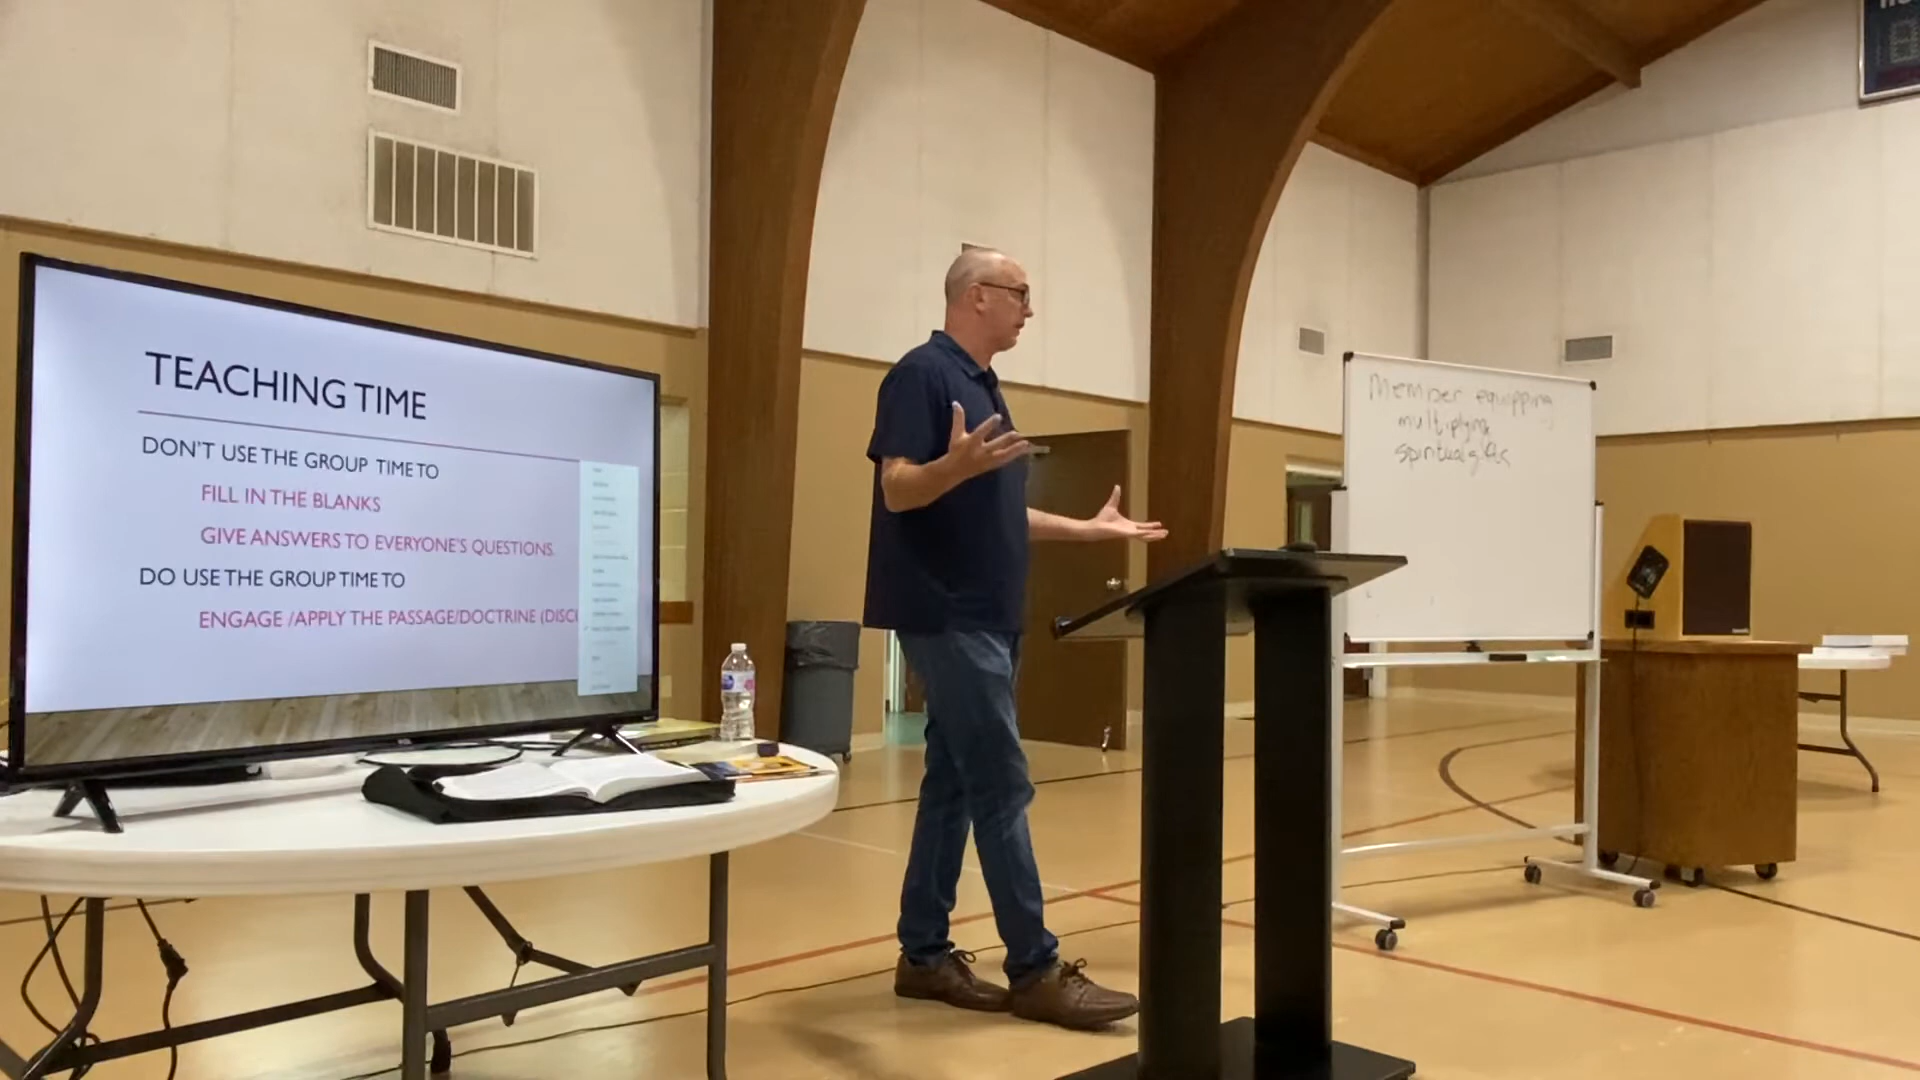 TEACHING TIME
DON'T USE THE GROUP TIME TO
FILL IN THE BLANKS
GIVE ANSWERS TO EVERYONE'S QUESTIONS.
DO USE THE GROUP TIME TO
ENGAGE /APPLY THE PASSAGE/DOCTRINE (DISC
Member equipping
multiplying
spiritual gifts